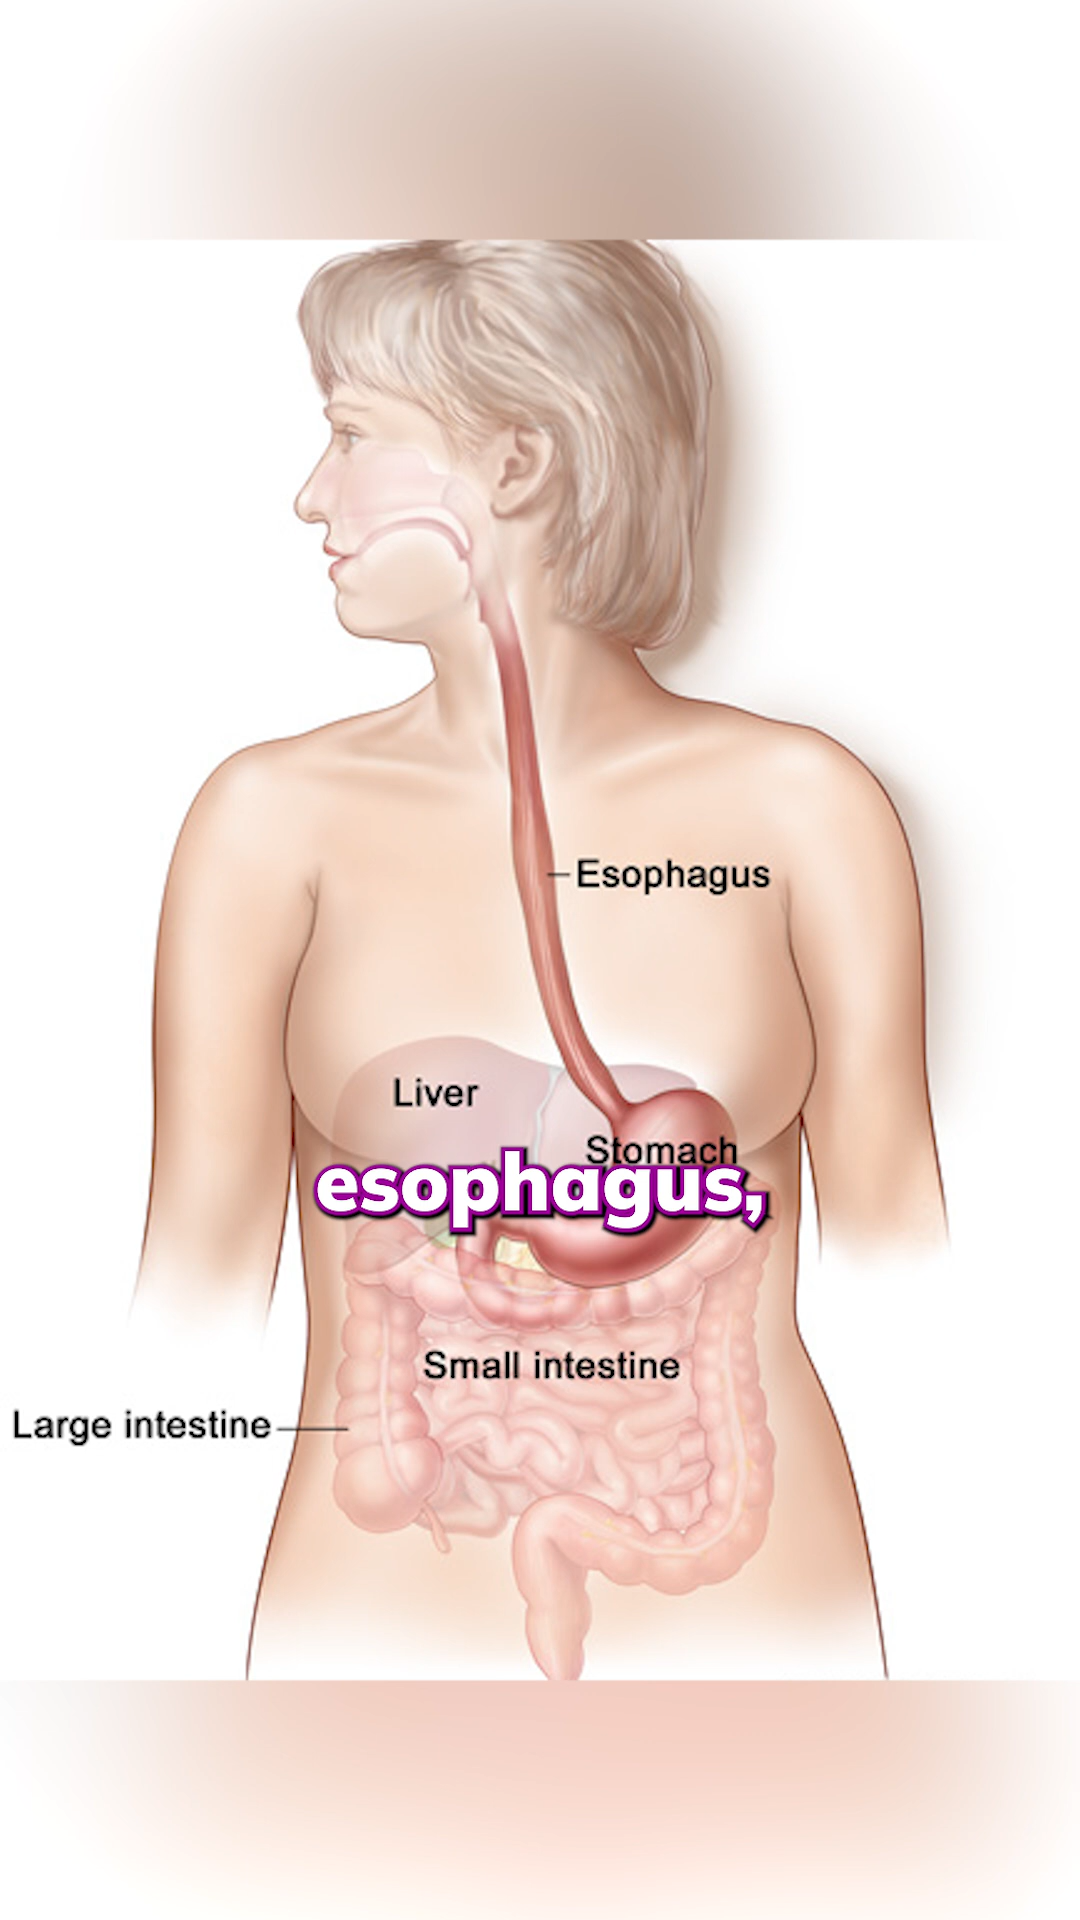 Esophagus
Liver
Stomach
esophagus,
Small intestine
Large intestine